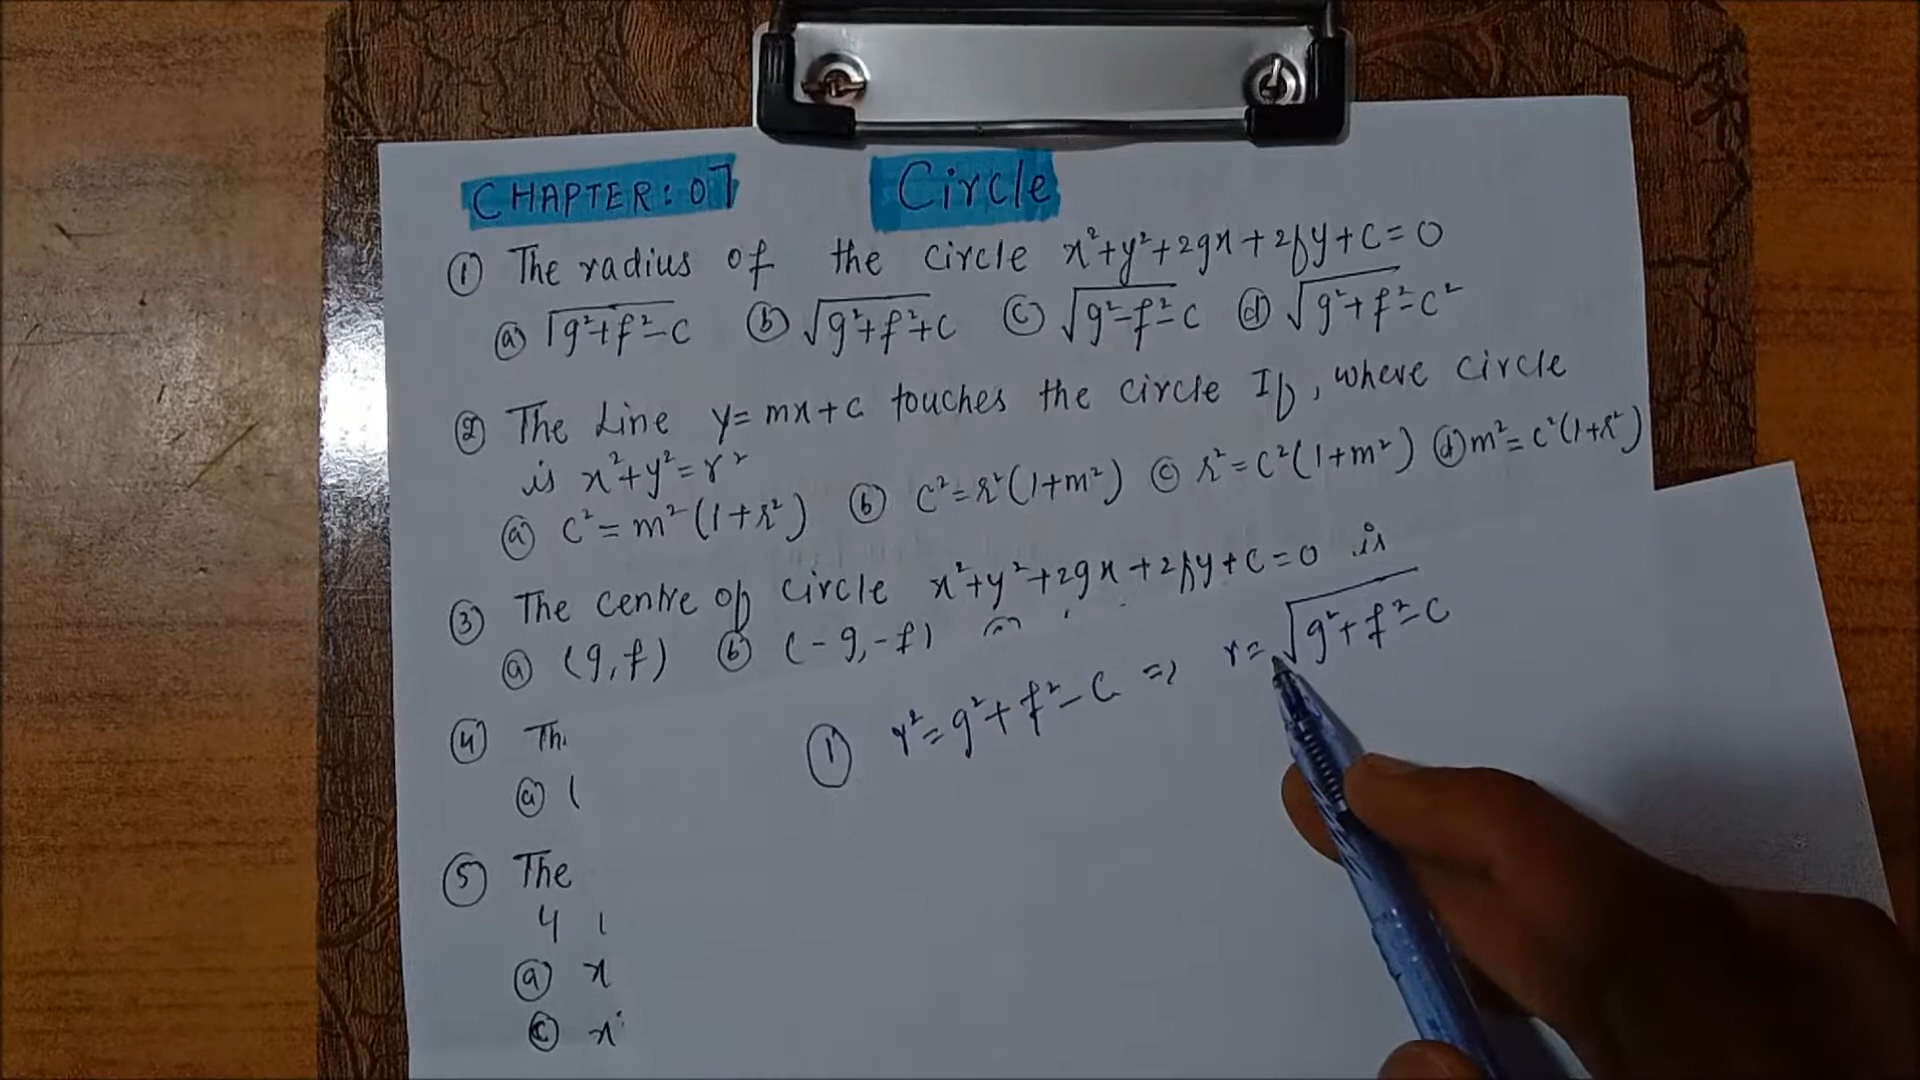 CHAPTER: 07 Circle
① The radius of the circle x²+y²+2gx+2fy+c=0
ⓐ √g²+f²-c ⓑ √g²+f²+c ⓒ √g²-f²-c ⓓ √g²+f²-c²
② The Line y=mx+c touches the circle If, where circle
is x²+y²=r²
ⓐ c²=m²(1+r²) ⓑ c²=r²(1+m²) ⓒ r²=c²(1+m²) ⓓ m²=c²(1+r²)
③ The centre of circle x²+y²+2gx+2fy+c=0 is
ⓐ (g,f) ⓑ (-g,-f)
① r²=g²+f²-c ⇒ r=√g²+f²-c
④ Th
ⓐ (
⑤ The
4
ⓐ x
ⓒ x